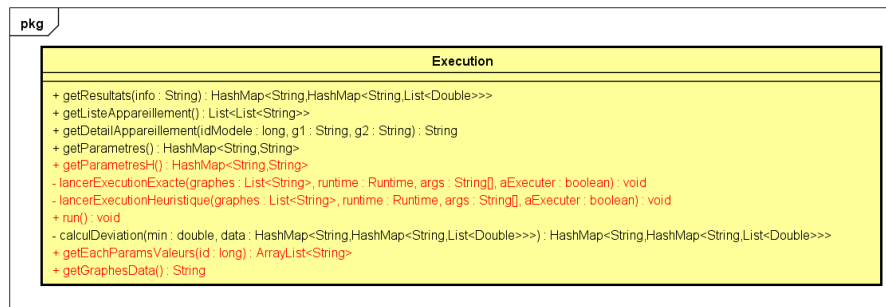 pkg
Execution
+ getResultats(info : String) : HashMap<String,HashMap<String,List<Double>>>
+ getListeAppareillement() : List<List<String>>
+ getDetailAppareillement(idModele : long, g1 : String, g2 : String) : String
+ getParametres() : HashMap<String,String>
+ getParametresH() : HashMap<String,String>
- lancerExecutionExacte(graphes : List<String>, runtime : Runtime, args : String[], aExecuter : boolean) : void
- lancerExecutionHeuristique(graphes : List<String>, runtime : Runtime, args : String[], aExecuter : boolean) : void
+ run() : void
- calculDeviation(min : double, data : HashMap<String,HashMap<String,List<Double>>>) : HashMap<String,HashMap<String,List<Double>>>
+ getEachParamsValeurs(id : long) : ArrayList<String>
+ getGraphesData() : String